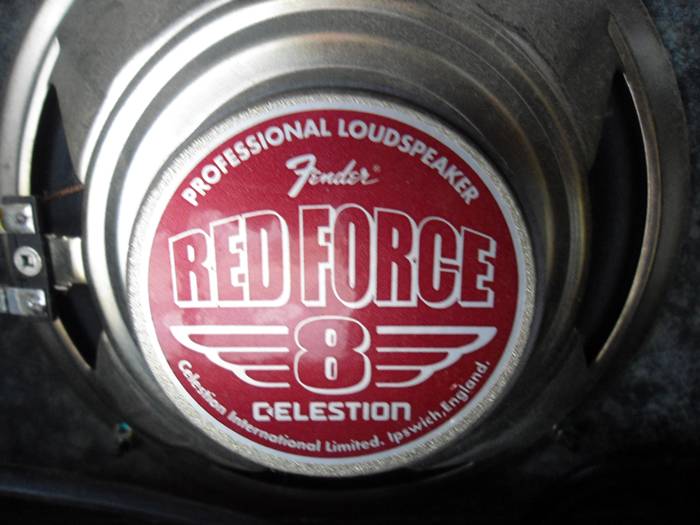 PROFESSIONAL LOUDSPEAKER
Fender®
RED FORCE
8
CELESTION
Celestion International Limited. Ipswich, England.